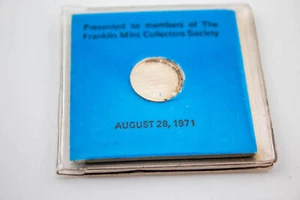 Presented to members of The
Franklin Mint Collectors Society
AUGUST 28, 1971